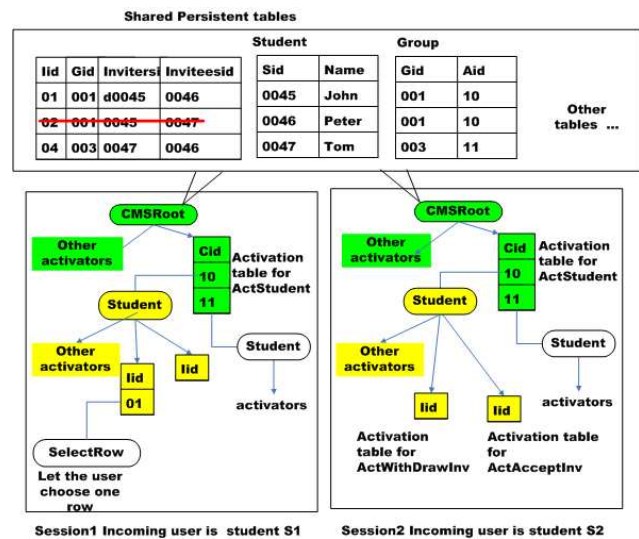 Shared Persistent tables
Student
Group
Iid Gid Invitersi Inviteesid
01 001 d0045 0046
02 001 0045 0047
04 003 0047 0046
Sid Name
0045 John
0046 Peter
0047 Tom
Gid Aid
001 10
001 10
003 11
Other
tables ...
CMSRoot
Other
activators
Cid
10
11
Activation
table for
ActStudent
Student
Other
activators
Iid
01
Iid
Student
activators
SelectRow
Let the user
choose one
row
CMSRoot
Other
activators
Cid
10
11
Activation
table for
ActStudent
Student
Other
activators
Iid
Iid
Student
activators
Activation
table for
ActWithDrawInv
Activation table
for
ActAcceptInv
Session1 Incoming user is student S1
Session2 Incoming user is student S2